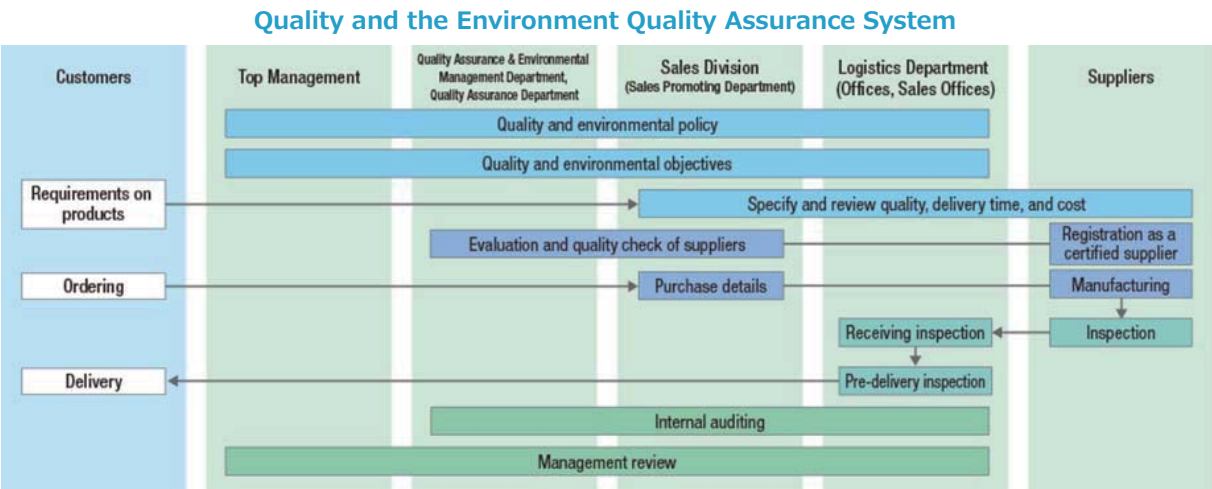 Quality and the Environment Quality Assurance System
Customers
Top Management
Quality Assurance & Environmental
Management Department,
Quality Assurance Department
Sales Division
(Sales Promoting Department)
Logistics Department
(Offices, Sales Offices)
Suppliers
Quality and environmental policy
Quality and environmental objectives
Requirements on
products
Specify and review quality, delivery time, and cost
Evaluation and quality check of suppliers
Registration as a
certified supplier
Ordering
Purchase details
Manufacturing
Receiving inspection
Inspection
Delivery
Pre-delivery inspection
Internal auditing
Management review